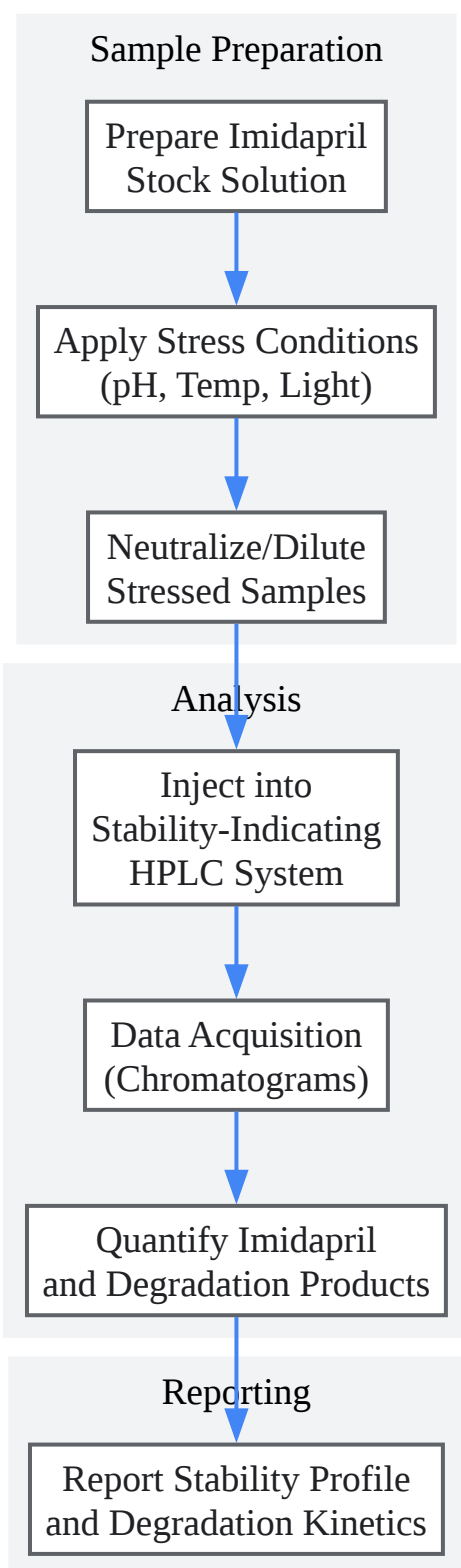 Sample Preparation
Prepare Imidapril
Stock Solution
Apply Stress Conditions
(pH, Temp, Light)
Neutralize/Dilute
Stressed Samples
Analysis
Inject into
Stability-Indicating
HPLC System
Data Acquisition
(Chromatograms)
Quantify Imidapril
and Degradation Products
Reporting
Report Stability Profile
and Degradation Kinetics